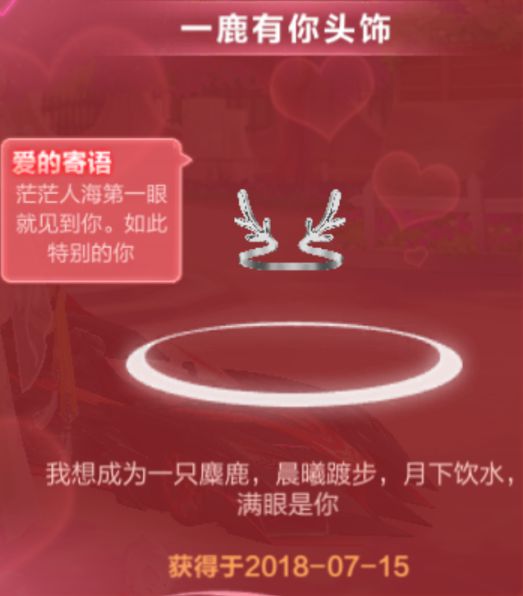 一鹿有你头饰
爱的寄语
茫茫人海第一眼
就见到你。如此
特别的你
我想成为一只麋鹿，晨曦踱步，月下饮水，
满眼是你
获得于2018-07-15